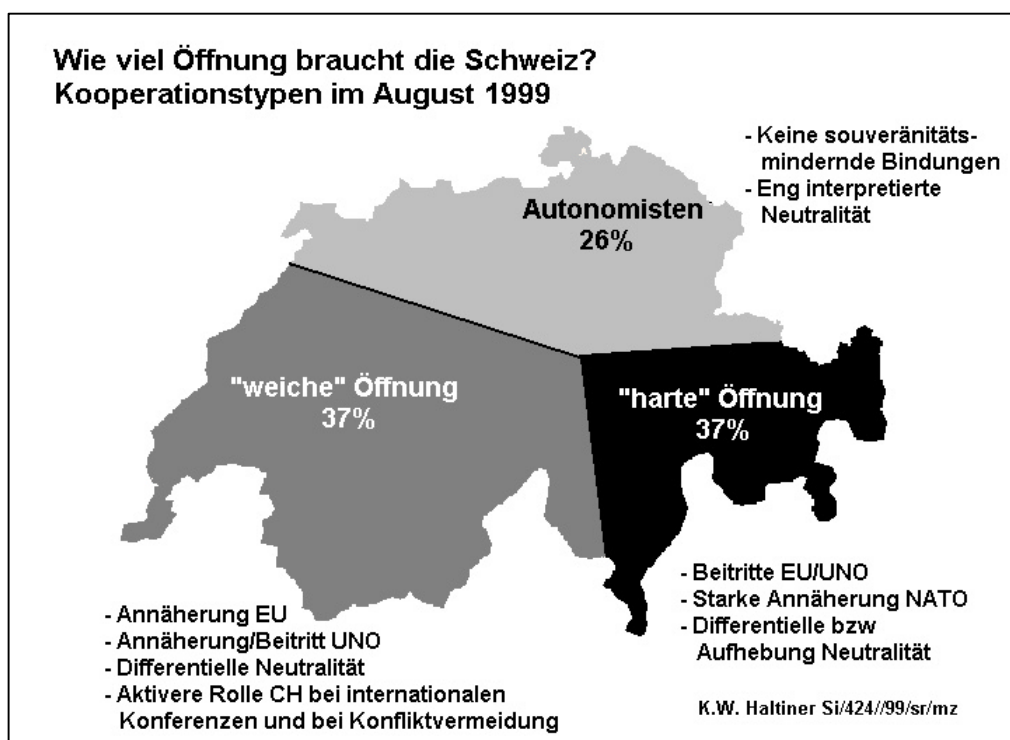 Wie viel Öffnung braucht die Schweiz?
Kooperationstypen im August 1999
- Keine souveränitäts-
mindernde Bindungen
- Eng interpretierte
Neutralität
Autonomisten
26%
"weiche" Öffnung
37%
"harte" Öffnung
37%
- Annäherung EU
- Annäherung/Beitritt UNO
- Differentielle Neutralität
- Aktivere Rolle CH bei internationalen
Konferenzen und bei Konfliktvermeidung
- Beitritte EU/UNO
- Starke Annäherung NATO
- Differentielle bzw
Aufhebung Neutralität
K.W. Haltiner Si/424//99/sr/mz